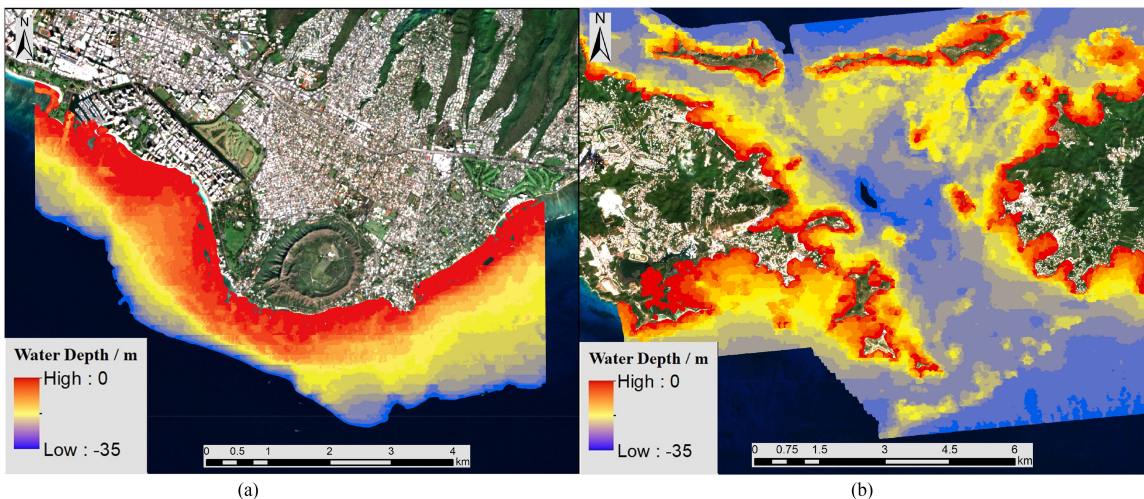 N
Water Depth / m
High : 0
Low : -35
0 0.5 1 2 3 4
km
(a)
N
Water Depth / m
High : 0
Low : -35
0 0.75 1.5 3 4.5 6
km
(b)